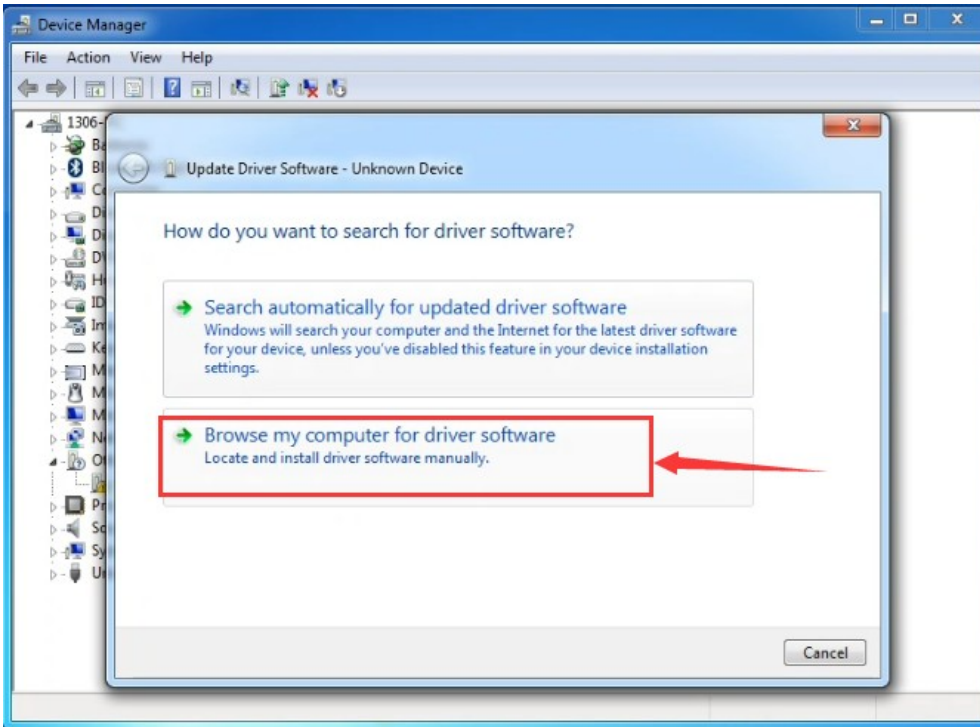 Device Manager
File Action View Help
1306-
Update Driver Software - Unknown Device
How do you want to search for driver software?
Search automatically for updated driver software
Windows will search your computer and the Internet for the latest driver software
for your device, unless you've disabled this feature in your device installation
settings.
Browse my computer for driver software
Locate and install driver software manually.
Cancel